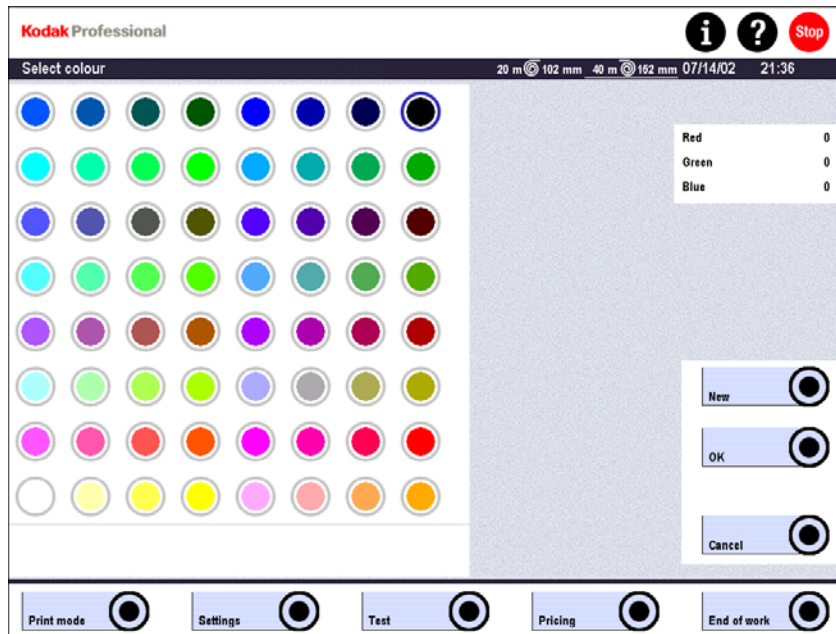 Kodak Professional
i ? Stop
Select colour 20 m 102 mm 40 m 152 mm 07/14/02 21:36
Red 0
Green 0
Blue 0
New
OK
Cancel
Print mode Settings Test Pricing End of work